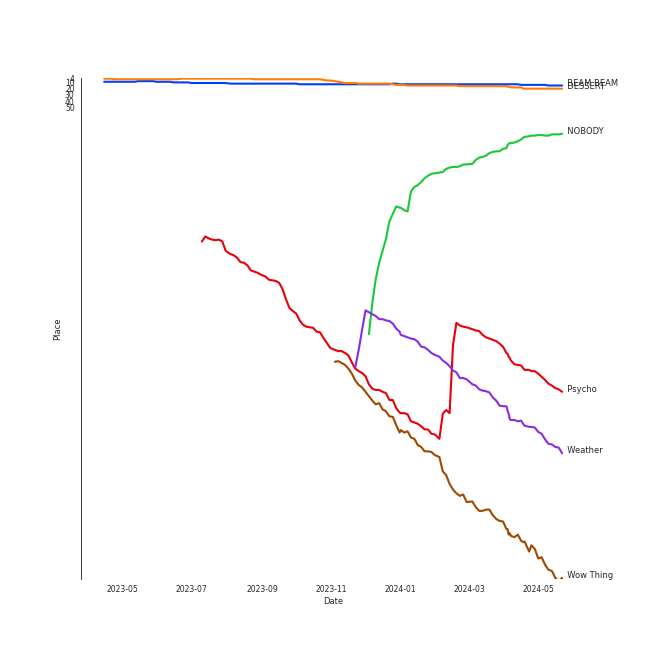 4
10
20
30
40
50
BEAM BEAM
DESSERT
NOBODY
Psycho
Weather
Wow Thing
Place
2023-05 2023-07 2023-09 2023-11 2024-01 2024-03 2024-05
Date